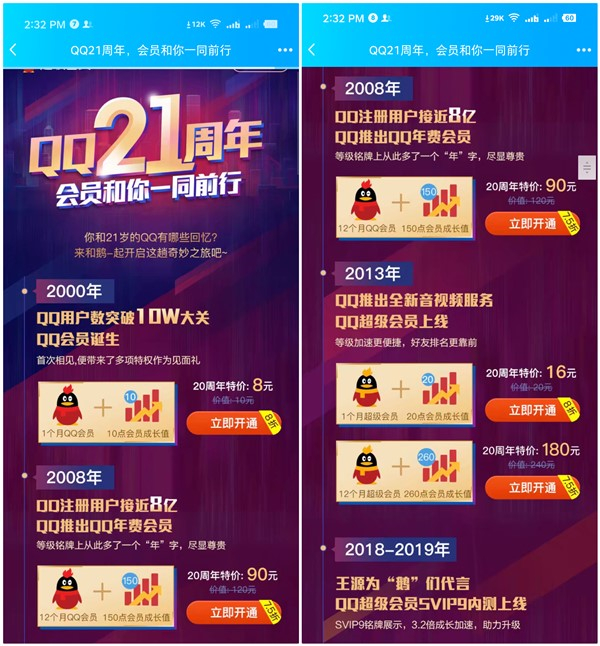 2:32 PM 7
12K
QQ21周年，会员和你一同前行
QQ21周年
会员和你一同前行
你和21岁的QQ有哪些回忆？
来和鹅一起开启这趟奇妙之旅吧~
2000年
QQ用户数突破10W大关
QQ会员诞生
首次相见,便带来了多项特权作为见面礼
20周年特价: 8元
价值: 10元
10
1个月QQ会员
10点会员成长值
立即开通
8折
2008年
QQ注册用户接近8亿
QQ推出QQ年费会员
等级铭牌上从此多了一个“年”字，尽显尊贵
20周年特价: 90元
价值: 120元
150
12个月QQ会员
150点会员成长值
立即开通
7.5折
2:32 PM 8
29K
60
QQ21周年，会员和你一同前行
2008年
QQ注册用户接近8亿
QQ推出QQ年费会员
等级铭牌上从此多了一个“年”字，尽显尊贵
20周年特价: 90元
价值: 120元
150
12个月QQ会员
150点会员成长值
立即开通
7.5折
2013年
QQ推出全新音视频服务
QQ超级会员上线
等级加速更便捷，好友排名更靠前
20周年特价: 16元
价值: 20元
20
1个月超级会员
20点会员成长值
立即开通
8折
20周年特价: 180元
价值: 240元
260
12个月超级会员
260点会员成长值
立即开通
7.5折
2018-2019年
王源为“鹅”们代言
QQ超级会员SVIP9内测上线
SVIP9铭牌展示，3.2倍成长加速，助力升级